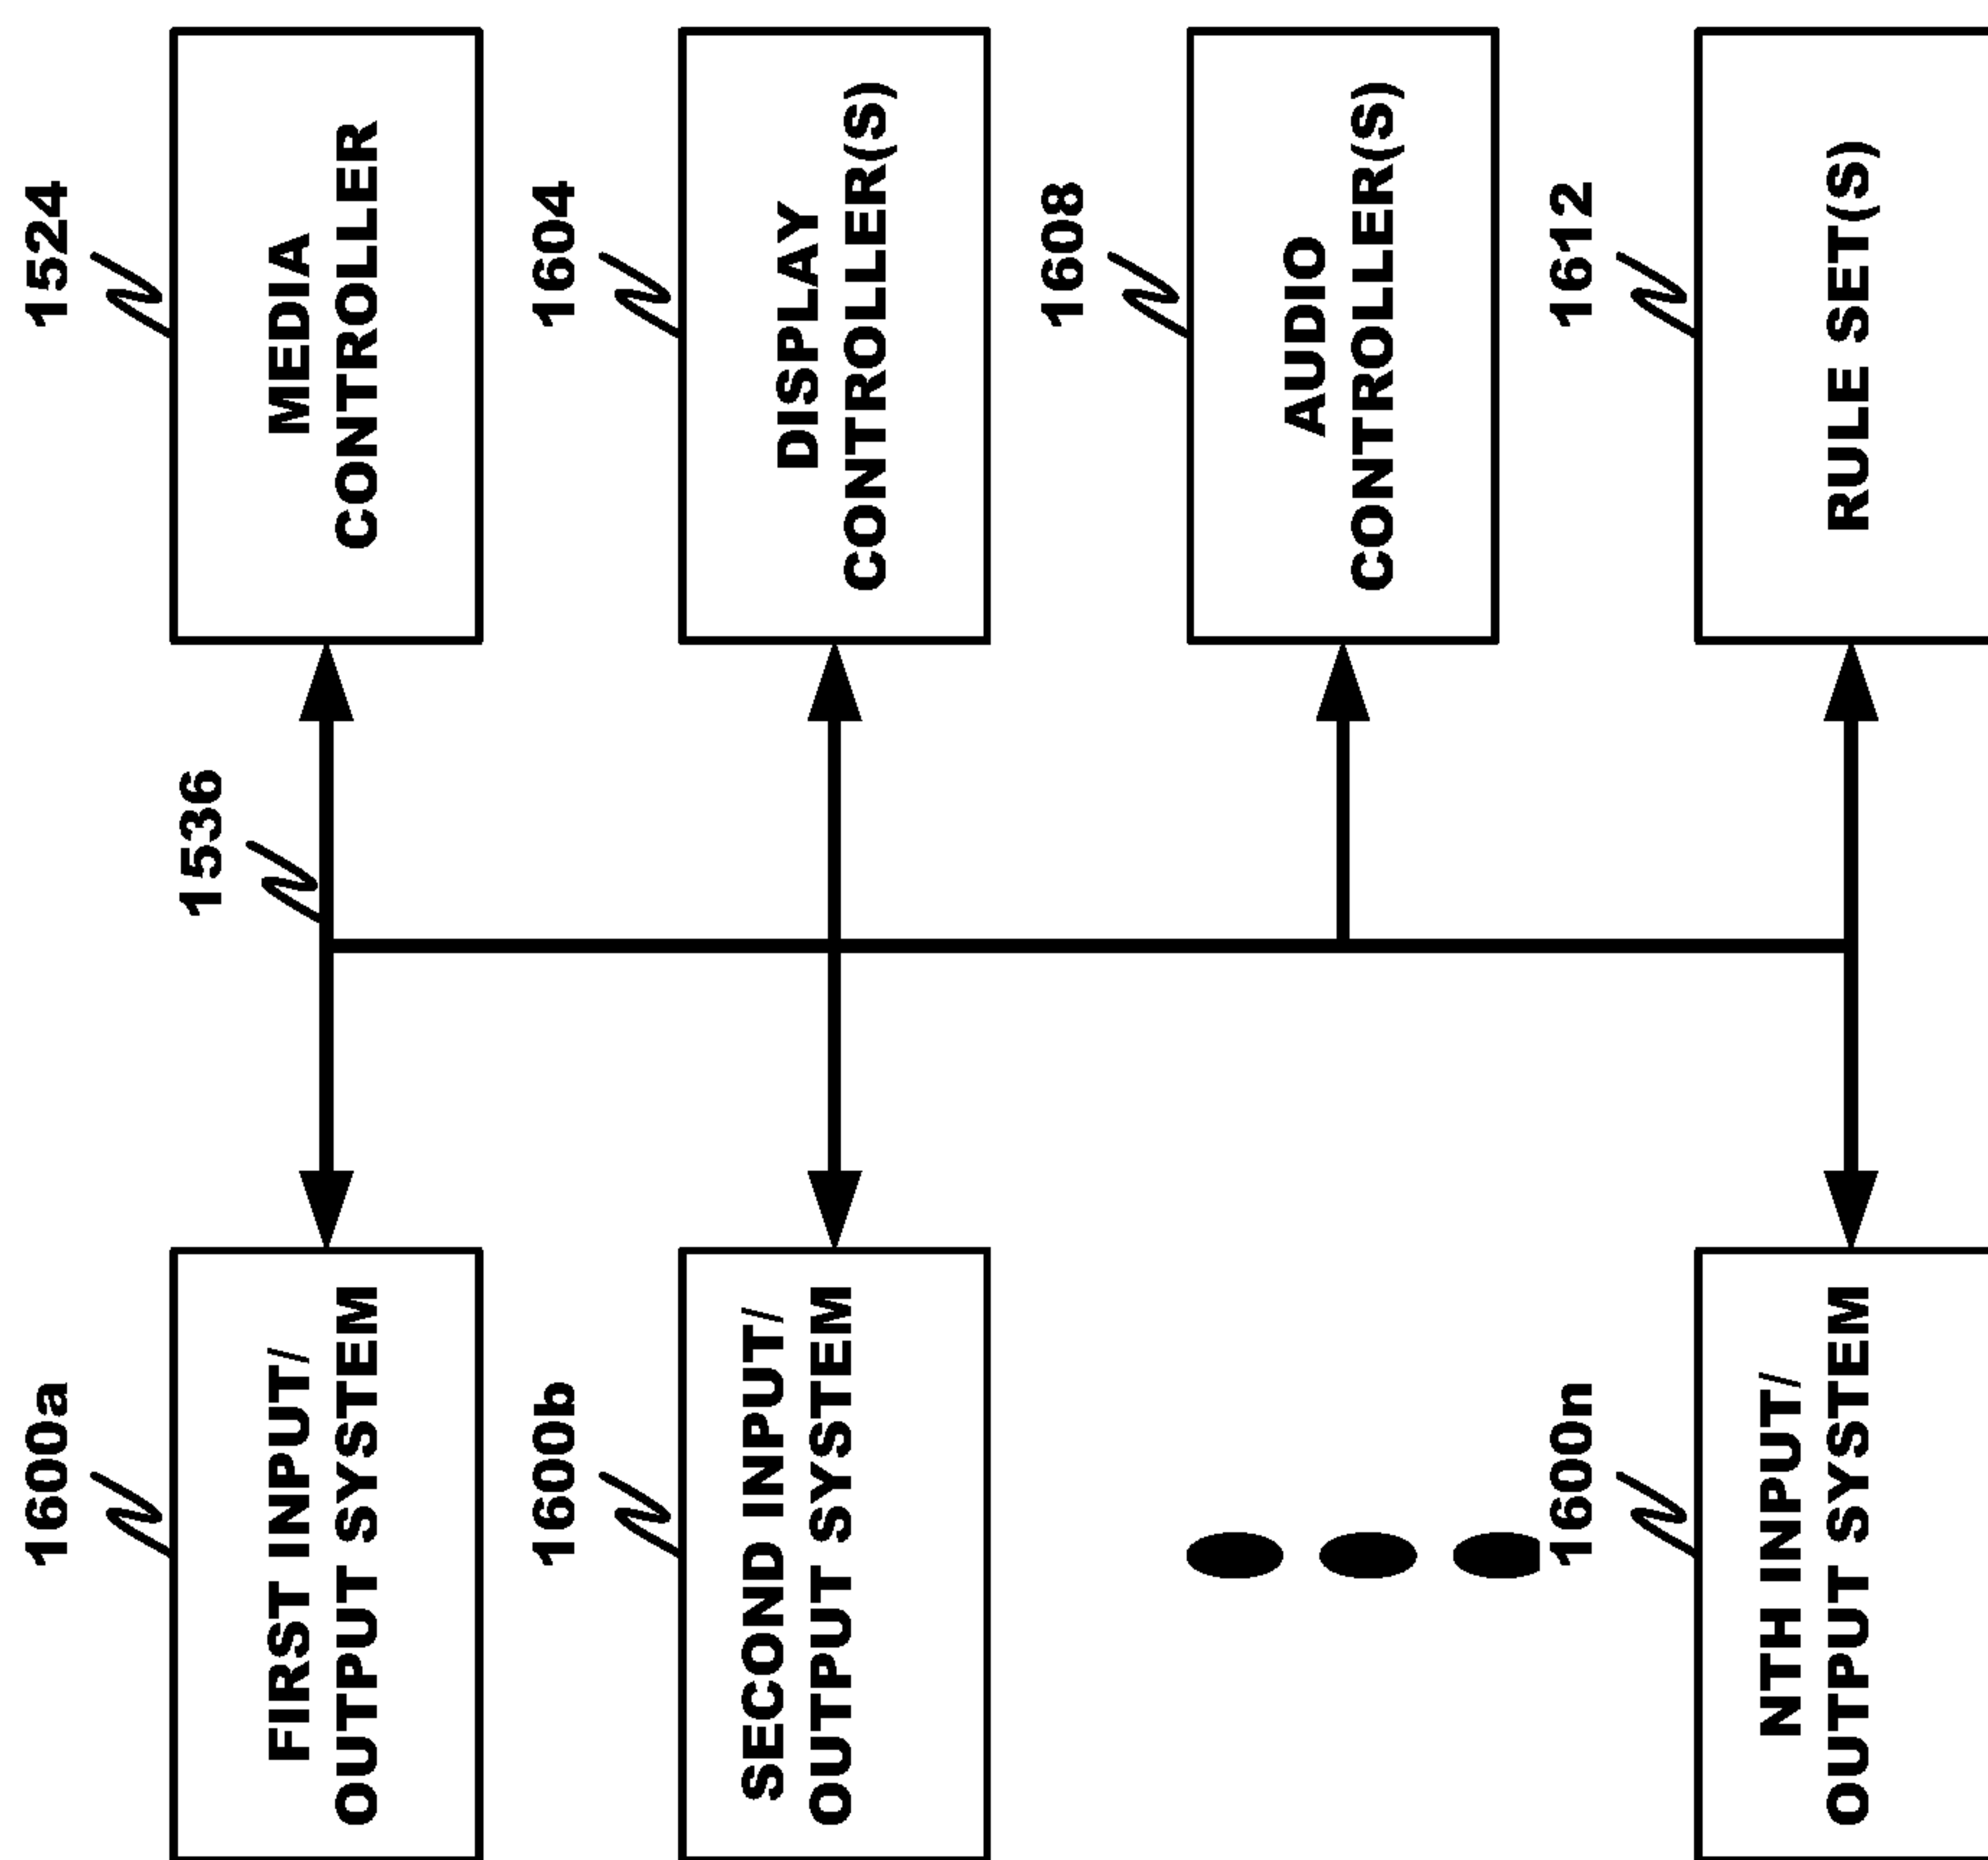 1600a
FIRST INPUT/
OUTPUT SYSTEM
1536
1524
MEDIA
CONTROLLER
1600b
SECOND INPUT/
OUTPUT SYSTEM
1604
DISPLAY
CONTROLLER(S)
1608
AUDIO
CONTROLLER(S)
1600n
NTH INPUT/
OUTPUT SYSTEM
1612
RULE SET(S)